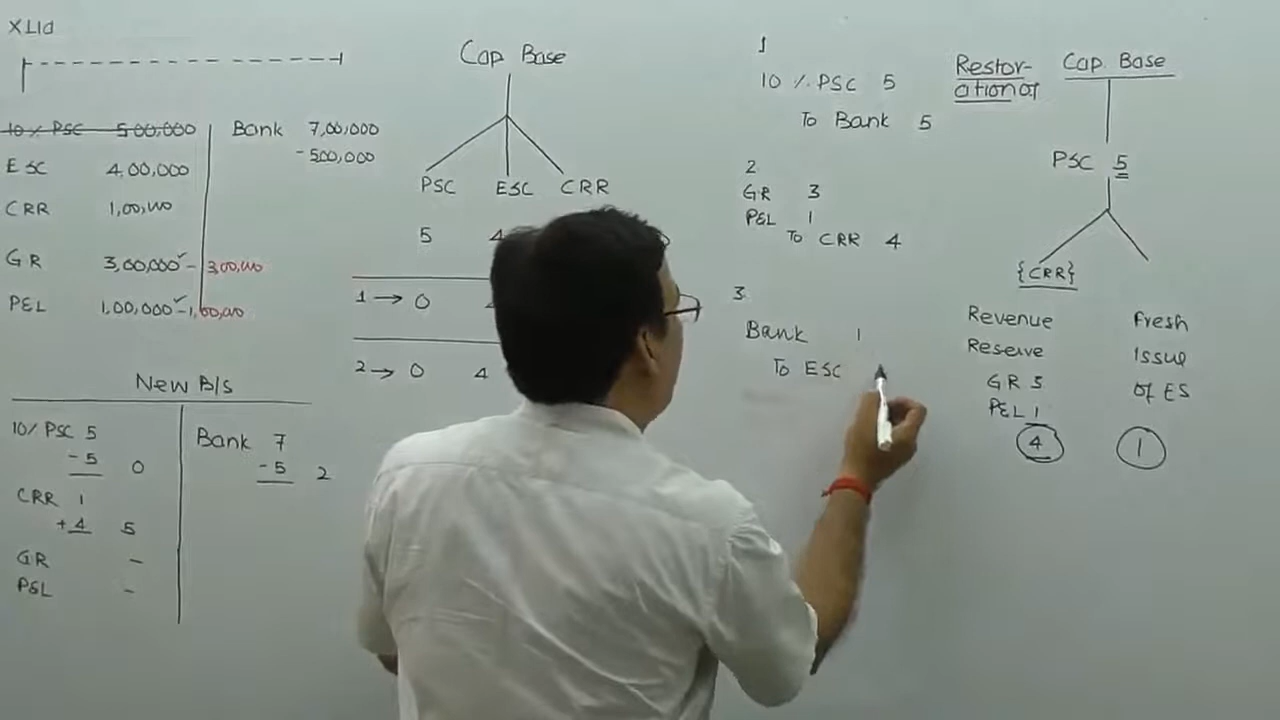 X Ltd
10 % PSC 500,000
Bank 7,00,000
-500,000
ESC 4,00,000
CRR 1,00,000
GR 3,00,000 ✓ - 3,00,000
P&L 1,00,000 ✓ - 1,00,000
New B/S
10% PSC 5
-5 0
Bank 7
-5 2
CRR 1
+4 5
GR -
P&L -
Cap Base
PSC ESC CRR
5 4
1 → 0
2 → 0 4
1
10 % PSC 5
To Bank 5
2
GR 3
P&L 1
To CRR 4
3
Bank 1
To ESC
Restor-
ation of
Cap. Base
PSC 5
{CRR}
Revenue
Reserve
GR 3
P&L 1
4
Fresh
Issue
of ES
1